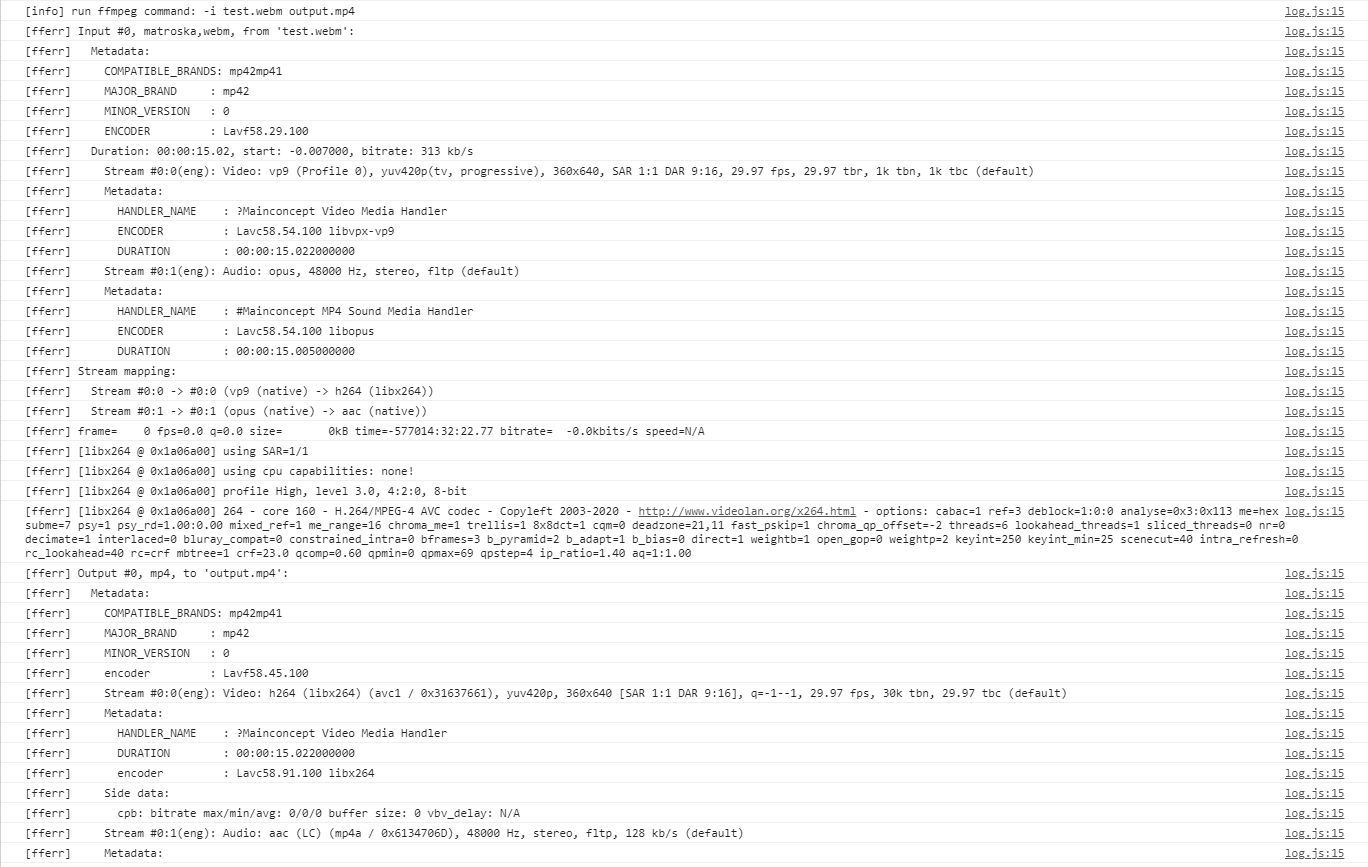 [info] run ffmpeg command: -i test.webm output.mp4 log.js:15
[fferr] Input #0, matroska,webm, from 'test.webm': log.js:15
[fferr]   Metadata: log.js:15
[fferr]     COMPATIBLE_BRANDS: mp42mp41 log.js:15
[fferr]     MAJOR_BRAND     : mp42 log.js:15
[fferr]     MINOR_VERSION   : 0 log.js:15
[fferr]     ENCODER         : Lavf58.29.100 log.js:15
[fferr]   Duration: 00:00:15.02, start: -0.007000, bitrate: 313 kb/s log.js:15
[fferr]     Stream #0:0(eng): Video: vp9 (Profile 0), yuv420p(tv, progressive), 360x640, SAR 1:1 DAR 9:16, 29.97 fps, 29.97 tbr, 1k tbn, 1k tbc (default) log.js:15
[fferr]     Metadata: log.js:15
[fferr]       HANDLER_NAME    : ?Mainconcept Video Media Handler log.js:15
[fferr]       ENCODER         : Lavc58.54.100 libvpx-vp9 log.js:15
[fferr]       DURATION        : 00:00:15.022000000 log.js:15
[fferr]     Stream #0:1(eng): Audio: opus, 48000 Hz, stereo, fltp (default) log.js:15
[fferr]     Metadata: log.js:15
[fferr]       HANDLER_NAME    : #Mainconcept MP4 Sound Media Handler log.js:15
[fferr]       ENCODER         : Lavc58.54.100 libopus log.js:15
[fferr]       DURATION        : 00:00:15.005000000 log.js:15
[fferr] Stream mapping: log.js:15
[fferr]   Stream #0:0 -> #0:0 (vp9 (native) -> h264 (libx264)) log.js:15
[fferr]   Stream #0:1 -> #0:1 (opus (native) -> aac (native)) log.js:15
[fferr] frame=    0 fps=0.0 q=0.0 size=       0kB time=-577014:32:22.77 bitrate=  -0.0kbits/s speed=N/A log.js:15
[fferr] [libx264 @ 0x1a06a00] using SAR=1/1 log.js:15
[fferr] [libx264 @ 0x1a06a00] using cpu capabilities: none! log.js:15
[fferr] [libx264 @ 0x1a06a00] profile High, level 3.0, 4:2:0, 8-bit log.js:15
[fferr] [libx264 @ 0x1a06a00] 264 - core 160 - H.264/MPEG-4 AVC codec - Copyleft 2003-2020 - http://www.videolan.org/x264.html - options: cabac=1 ref=3 deblock=1:0:0 analyse=0x3:0x113 me=hex log.js:15
subme=7 psy=1 psy_rd=1.00:0.00 mixed_ref=1 me_range=16 chroma_me=1 trellis=1 8x8dct=1 cqm=0 deadzone=21,11 fast_pskip=1 chroma_qp_offset=-2 threads=6 lookahead_threads=1 sliced_threads=0 nr=0
decimate=1 interlaced=0 bluray_compat=0 constrained_intra=0 bframes=3 b_pyramid=2 b_adapt=1 b_bias=0 direct=1 weightb=1 open_gop=0 weightp=2 keyint=250 keyint_min=25 scenecut=40 intra_refresh=0
rc_lookahead=40 rc=crf mbtree=1 crf=23.0 qcomp=0.60 qpmin=0 qpmax=69 qpstep=4 ip_ratio=1.40 aq=1:1.00
[fferr] Output #0, mp4, to 'output.mp4': log.js:15
[fferr]   Metadata: log.js:15
[fferr]     COMPATIBLE_BRANDS: mp42mp41 log.js:15
[fferr]     MAJOR_BRAND     : mp42 log.js:15
[fferr]     MINOR_VERSION   : 0 log.js:15
[fferr]     encoder         : Lavf58.45.100 log.js:15
[fferr]     Stream #0:0(eng): Video: h264 (libx264) (avc1 / 0x31637661), yuv420p, 360x640 [SAR 1:1 DAR 9:16], q=-1--1, 29.97 fps, 30k tbn, 29.97 tbc (default) log.js:15
[fferr]     Metadata: log.js:15
[fferr]       HANDLER_NAME    : ?Mainconcept Video Media Handler log.js:15
[fferr]       DURATION        : 00:00:15.022000000 log.js:15
[fferr]       encoder         : Lavc58.91.100 libx264 log.js:15
[fferr]     Side data: log.js:15
[fferr]       cpb: bitrate max/min/avg: 0/0/0 buffer size: 0 vbv_delay: N/A log.js:15
[fferr]     Stream #0:1(eng): Audio: aac (LC) (mp4a / 0x6134706D), 48000 Hz, stereo, fltp, 128 kb/s (default) log.js:15
[fferr]     Metadata: log.js:15